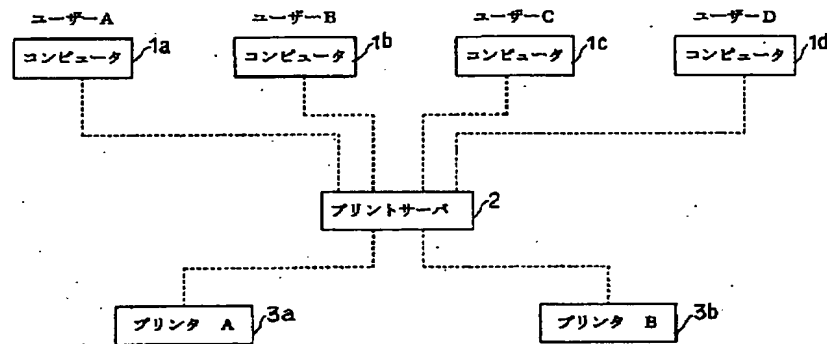 ユーザーA ユーザーB ユーザーC ユーザーD
コンピュータ 1a コンピュータ 1b コンピュータ 1c コンピュータ 1d
プリントサーバ 2
プリンタ A 3a プリンタ B 3b